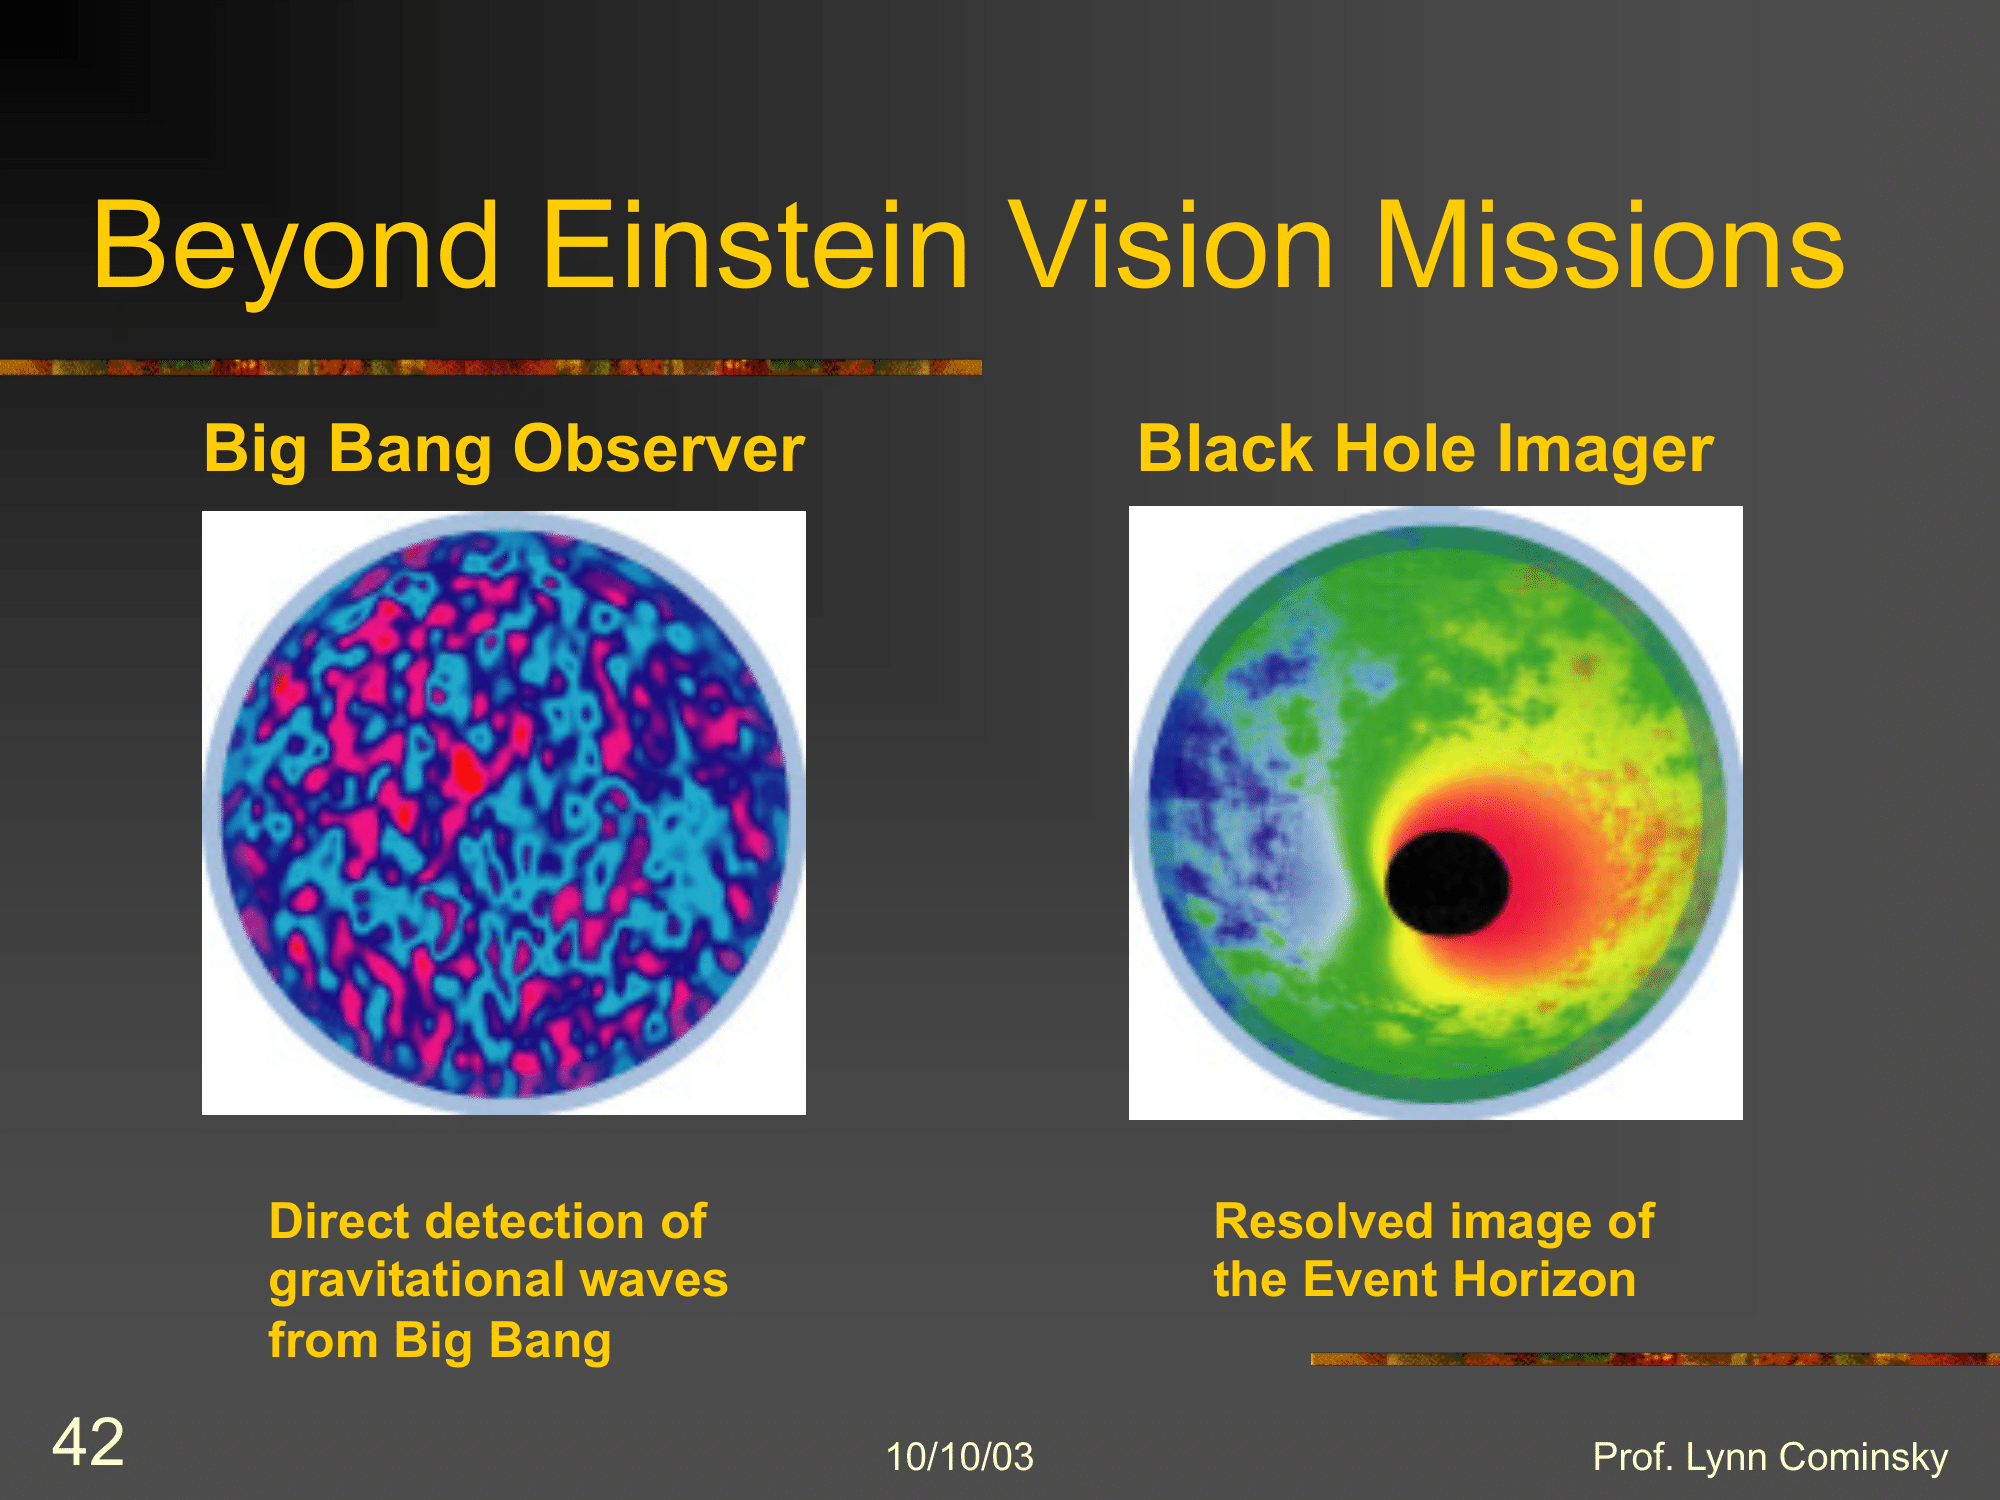 Beyond Einstein Vision Missions
Big Bang Observer
Black Hole Imager
Direct detection of
gravitational waves
from Big Bang
Resolved image of
the Event Horizon
42
10/10/03
Prof. Lynn Cominsky